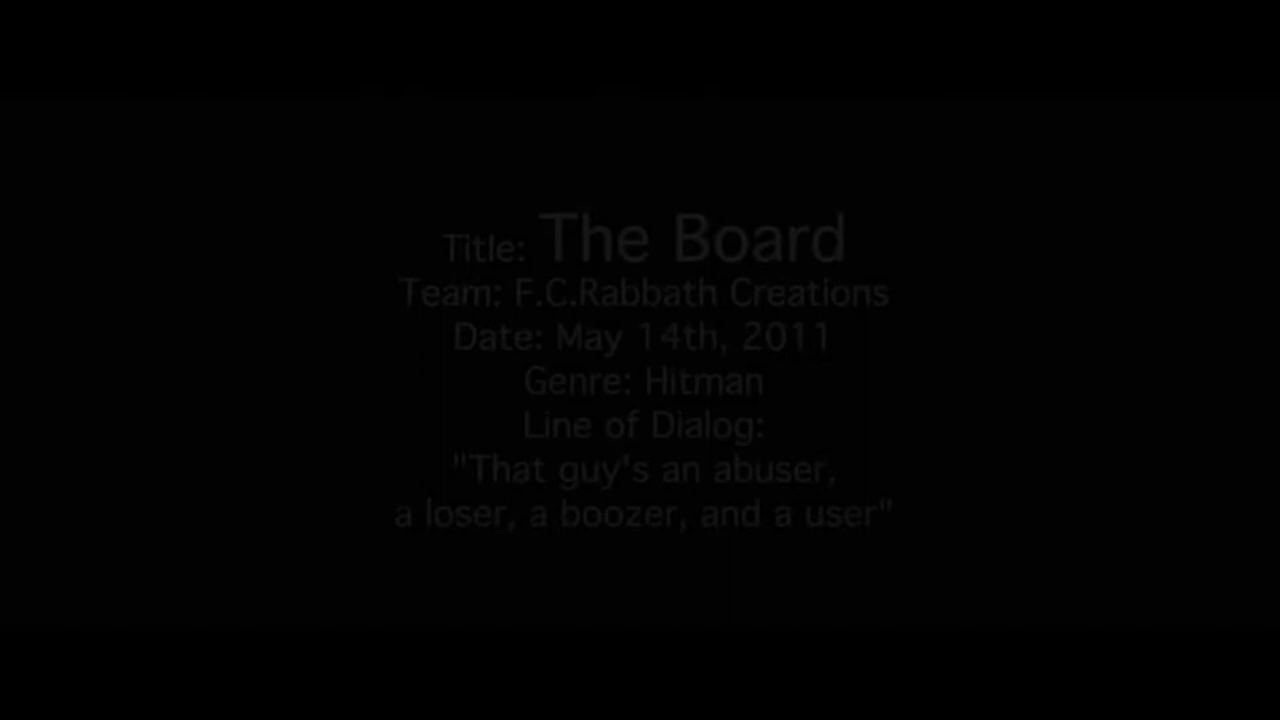 Title: The Board
Team: F.C.Rabbath Creations
Date: May 14th, 2011
Genre: Hitman
Line of Dialog:
"That guy's an abuser,
a loser, a boozer, and a user"